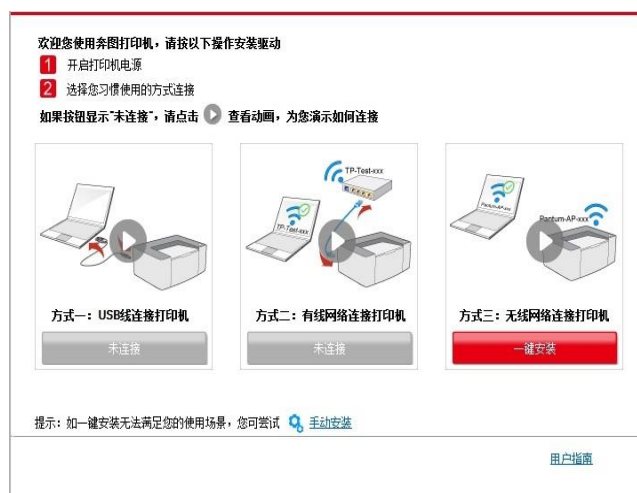 欢迎您使用奔图打印机，请按以下操作安装驱动
1 开启打印机电源
2 选择您习惯使用的方式连接
如果按钮显示"未连接"，请点击 查看动画，为您演示如何连接
TP-Test-xxx
TP-Test-xxx
Pantum-AP-xxx
Pantum-AP-xxx
方式一：USB线连接打印机
方式二：有线网络连接打印机
方式三：无线网络连接打印机
未连接
未连接
一键安装
提示：如一键安装无法满足您的使用场景，您可尝试 手动安装
用户指南